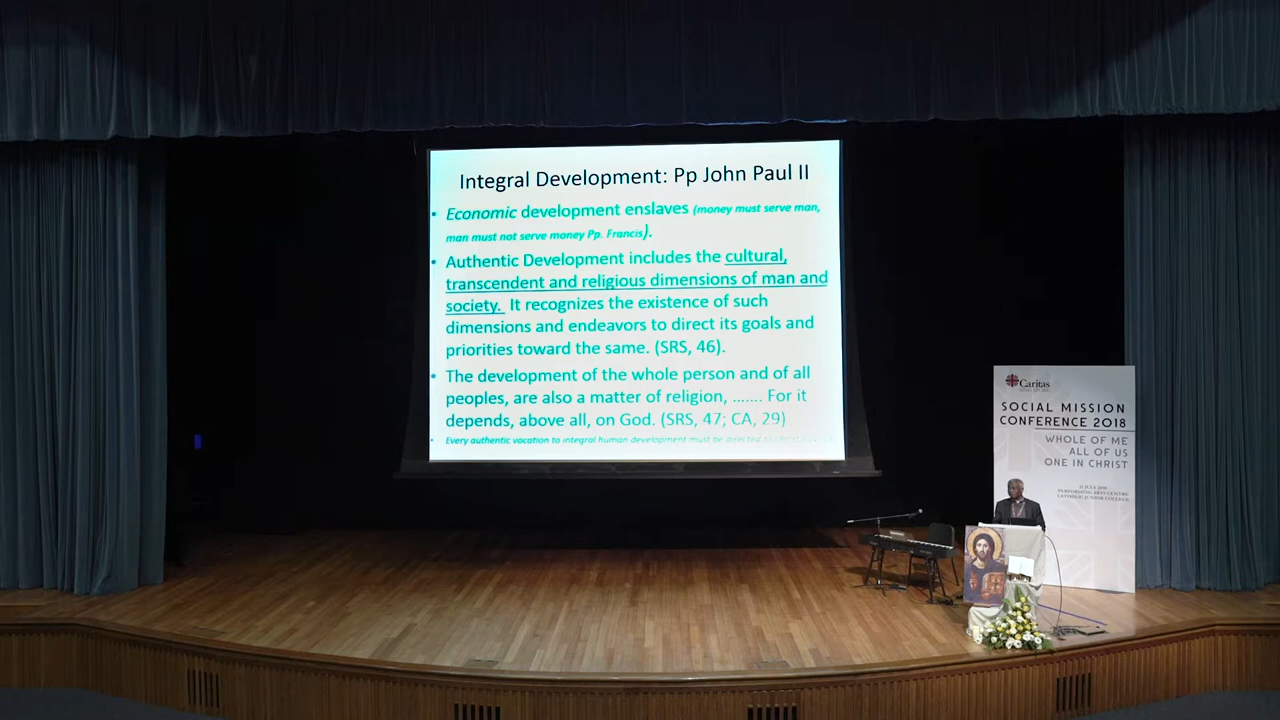 Integral Development: Pp John Paul II
• Economic development enslaves (money must serve man,
man must not serve money Pp. Francis).
• Authentic Development includes the cultural,
transcendent and religious dimensions of man and
society. It recognizes the existence of such
dimensions and endeavors to direct its goals and
priorities toward the same. (SRS, 46).
• The development of the whole person and of all
peoples, are also a matter of religion, ....... For it
depends, above all, on God. (SRS, 47; CA, 29)
• Every authentic vocation to integral human development must be directed
Caritas
SOCIAL MISSION
CONFERENCE 2018
WHOLE OF ME
ALL OF US
ONE IN CHRIST
PERFORMING ARTS CENTRE
CATHOLIC JUNIOR COLLEGE